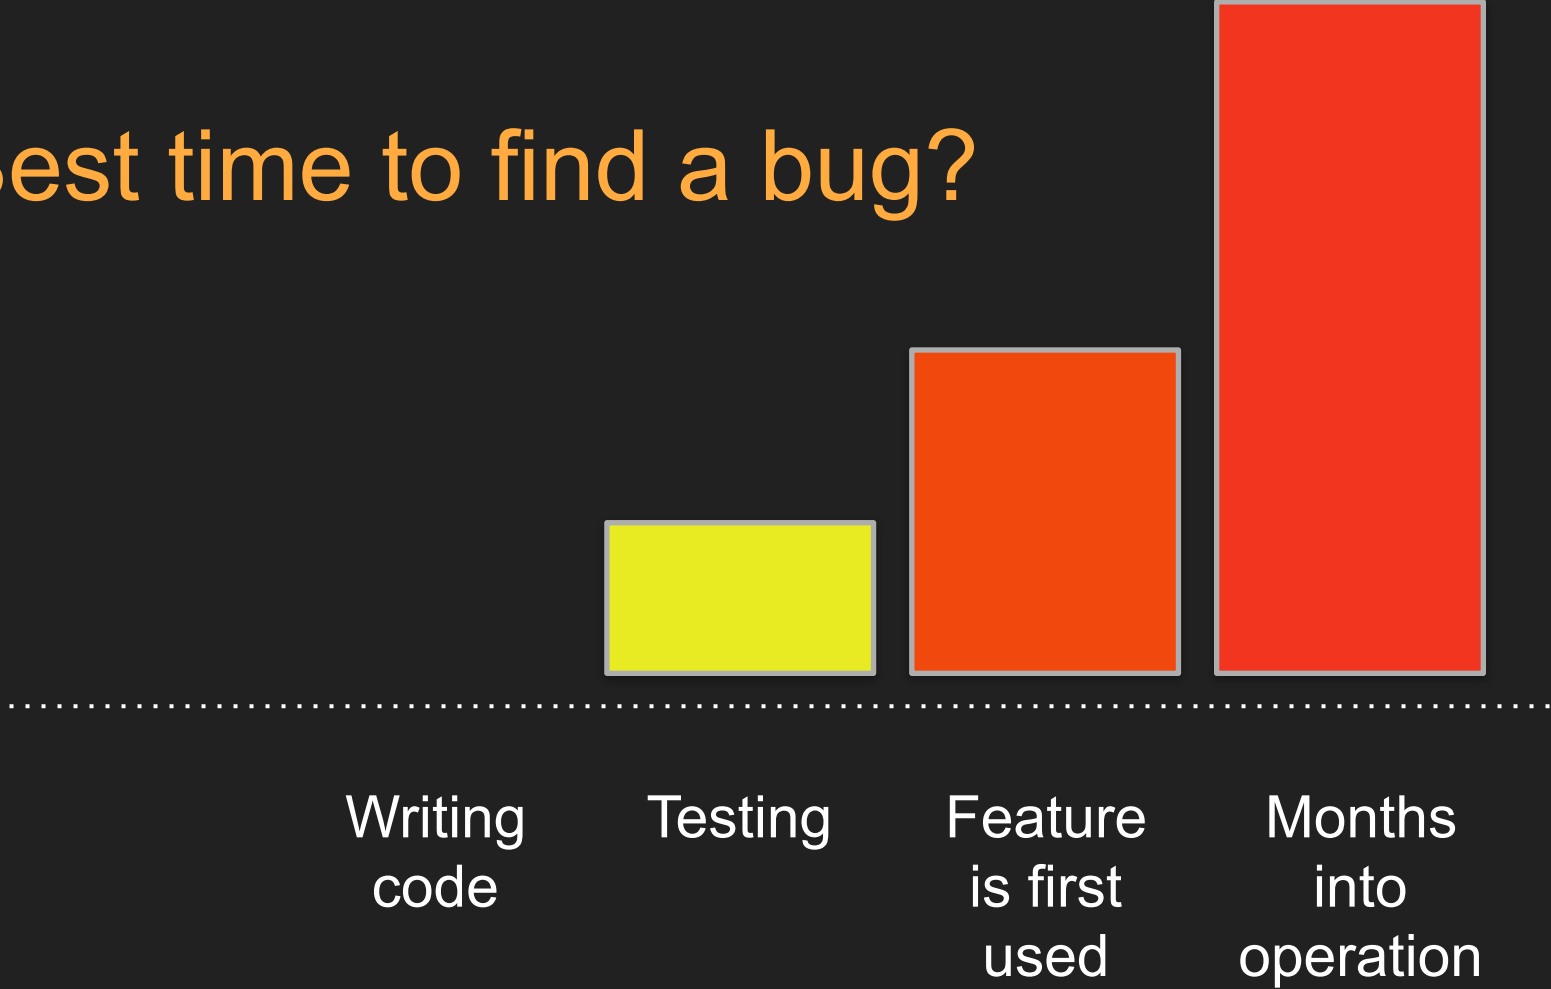 est time to find a bug?
Writing
code
Testing
Feature
is first
used
Months
into
operation